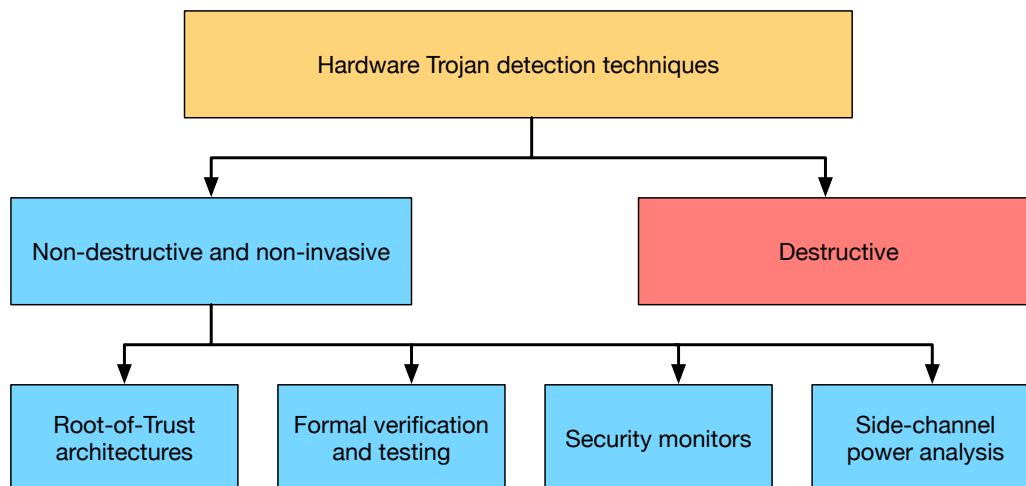 Hardware Trojan detection techniques
Non-destructive and non-invasive
Destructive
Root-of-Trust
architectures
Formal verification
and testing
Security monitors
Side-channel
power analysis